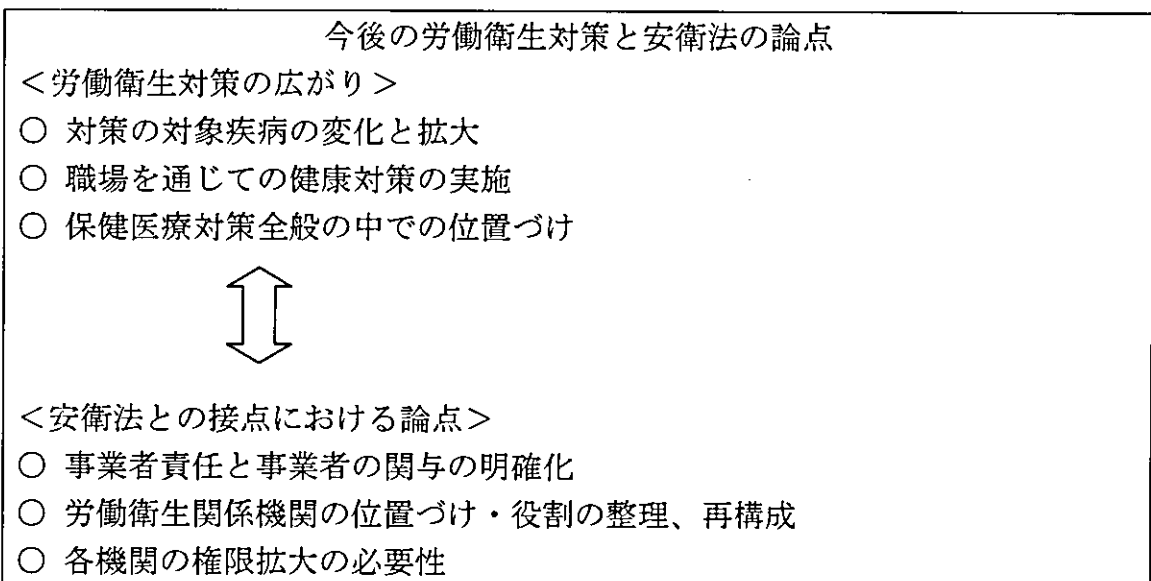 今後の労働衛生対策と安衛法の論点
＜労働衛生対策の広がり＞
○ 対策の対象疾病の変化と拡大
○ 職場を通じての健康対策の実施
○ 保健医療対策全般の中での位置づけ
＜安衛法との接点における論点＞
○ 事業者責任と事業者の関与の明確化
○ 労働衛生関係機関の位置づけ・役割の整理、再構成
○ 各機関の権限拡大の必要性